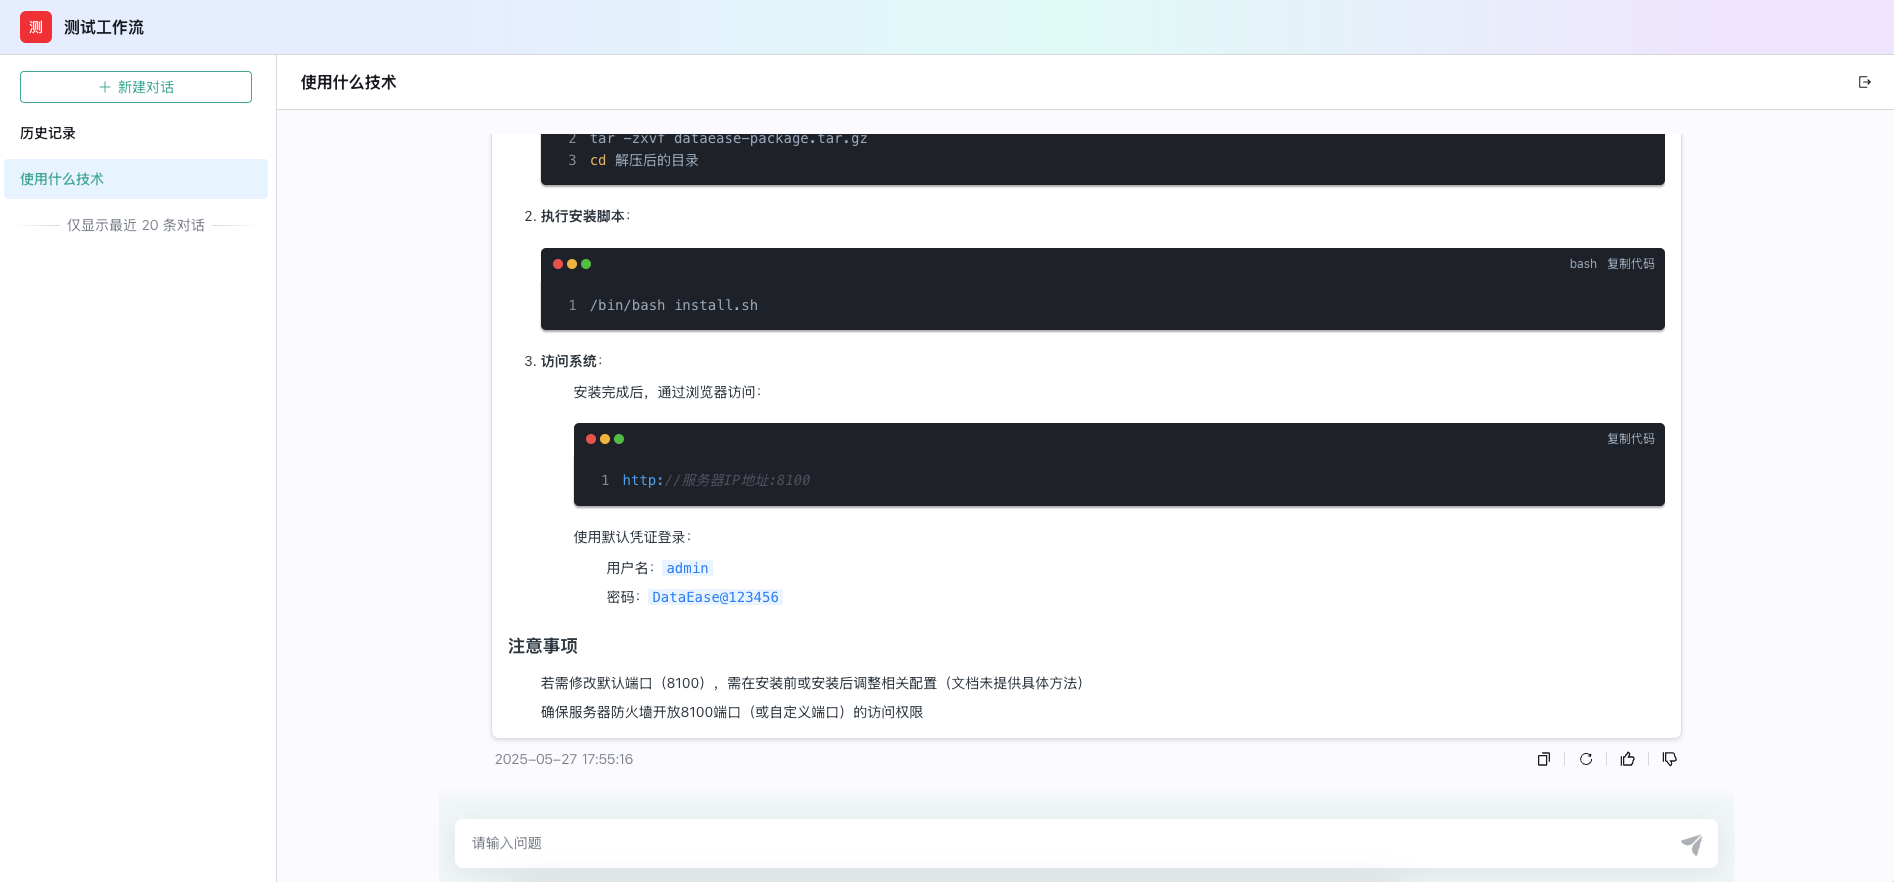 测 测试工作流
新建对话
历史记录
使用什么技术
仅显示最近 20 条对话
使用什么技术
2 tar -zxvf dataease-package.tar.gz
3 cd 解压后的目录
2. 执行安装脚本：
bash 复制代码
1 /bin/bash install.sh
3. 访问系统：
安装完成后，通过浏览器访问：
复制代码
1 http://服务器IP地址:8100
使用默认凭证登录：
用户名：admin
密码：DataEase@123456
注意事项
若需修改默认端口（8100），需在安装前或安装后调整相关配置（文档未提供具体方法）
确保服务器防火墙开放8100端口（或自定义端口）的访问权限
2025-05-27 17:55:16
请输入问题